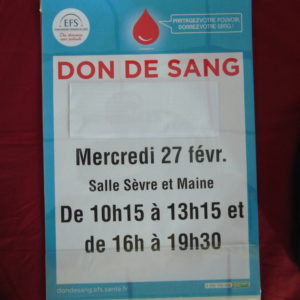 EFS
PARTAGEZ VOTRE POUVOIR
DONNEZ VOTRE SANG !
DON DE SANG
Mercredi 27 févr.
Salle Sèvre et Maine
De 10h15 à 13h15 et
de 16h à 19h30
dondesang.efs.sante.fr